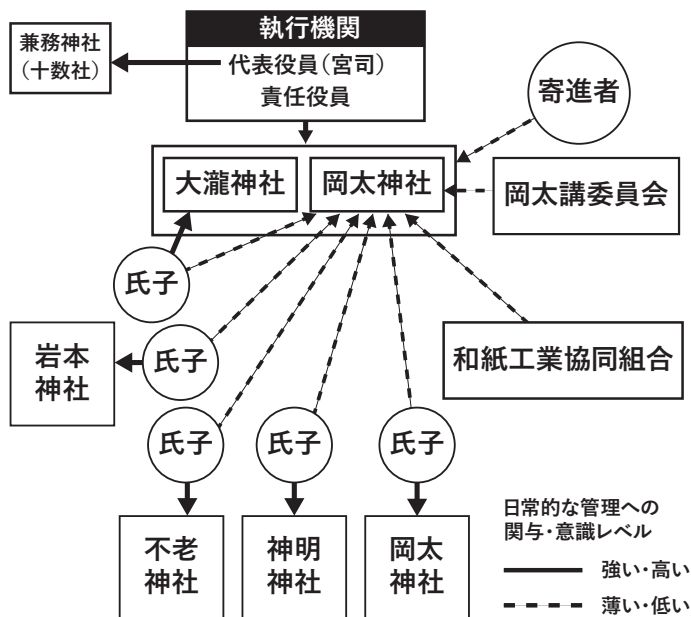 執行機関
代表役員（宮司）
責任役員
兼務神社
（十数社）
寄進者
大瀧神社
岡太神社
岡太講委員会
氏子
岩本
神社
氏子
和紙工業協同組合
氏子
氏子
氏子
不老
神社
神明
神社
岡太
神社
日常的な管理への
関与・意識レベル
強い・高い
薄い・低い